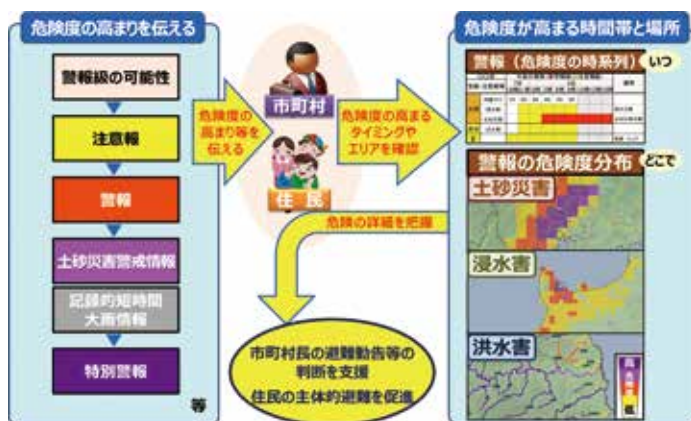 危険度の高まりを伝える
警報級の可能性
注意報
警報
土砂災害警戒情報
記録的短時間
大雨情報
特別警報
等
危険度の
高まり等を
伝える
市町村
住民
危険度の高まる
タイミングや
エリアを確認
危険の詳細を把握
市町村長の避難勧告等の
判断を支援
住民の主体的避難を促進
危険度が高まる時間帯と場所
警報(危険度の時系列)
いつ
警報の危険度分布
どこで
土砂災害
浸水害
洪水害
高
低